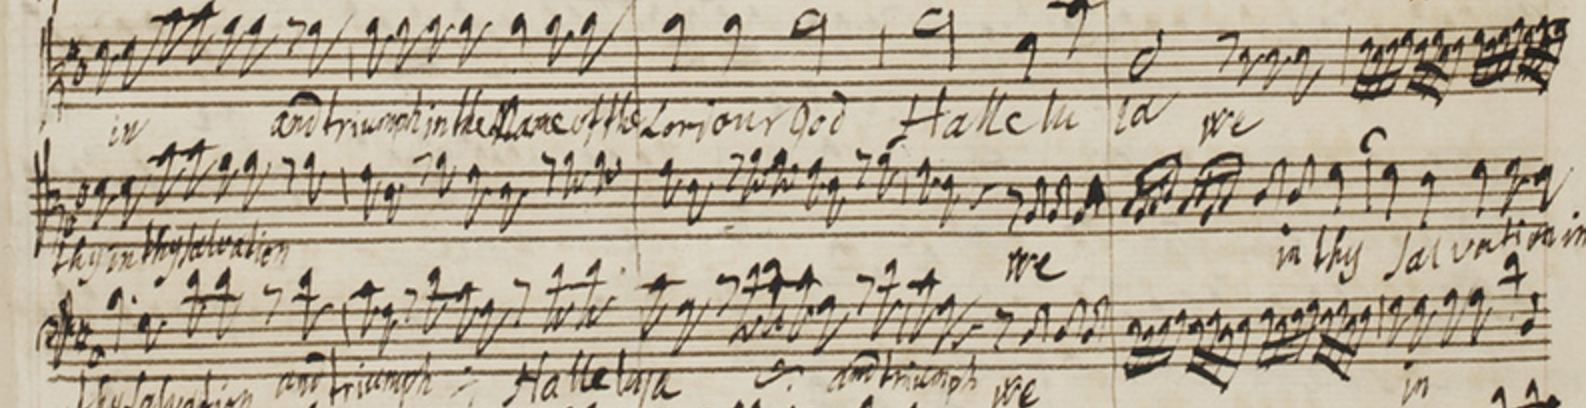 in and triumph in the Name of the Lor our God Hallelu ia we
thy in thy salvation we in thy salvation in
thy salvation and triumph Halleluja and triumph we in